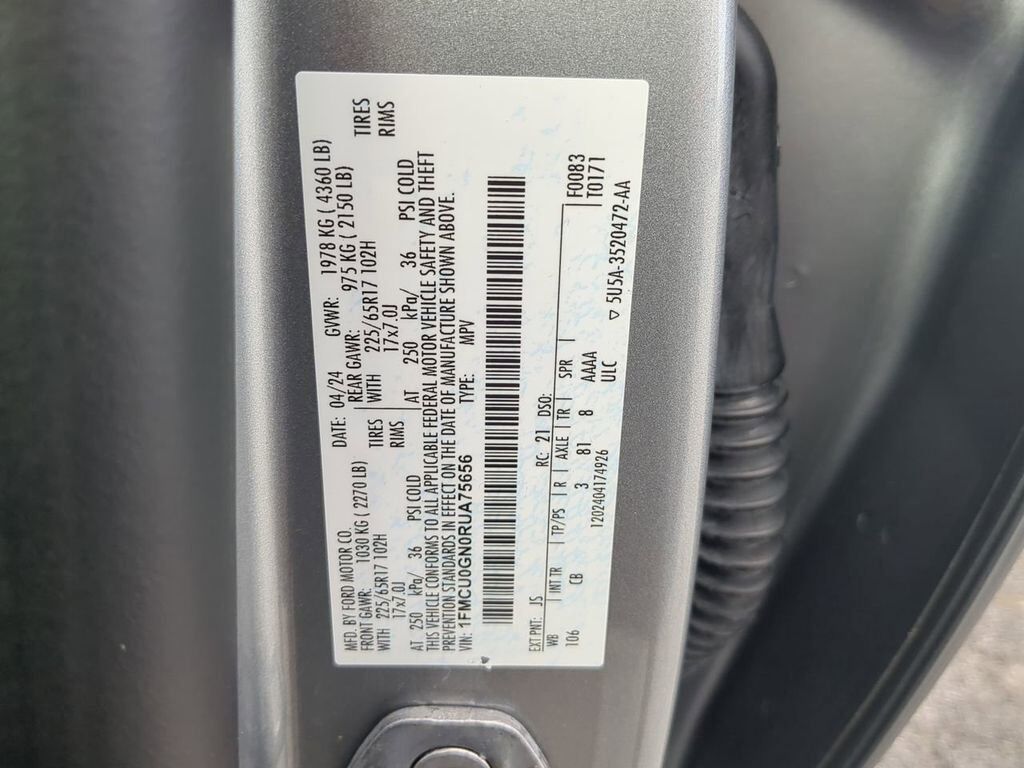 MFD. BY FORD MOTOR CO. DATE: 04/24 GVWR: 1978 KG ( 4360 LB)
FRONT GAWR: 1030 KG ( 2270 LB) REAR GAWR: 975 KG ( 2150 LB)
WITH 225/65R17 102H TIRES WITH 225/65R17 102H TIRES
17x7.0J RIMS 17x7.0J RIMS
AT 250 kPa/ 36 PSI COLD AT 250 kPa/ 36 PSI COLD
THIS VEHICLE CONFORMS TO ALL APPLICABLE FEDERAL MOTOR VEHICLE SAFETY AND THEFT
PREVENTION STANDARDS IN EFFECT ON THE DATE OF MANUFACTURE SHOWN ABOVE.
VIN: 1FMCU0GN0RUA75656 TYPE: MPV
EXT PNT: JS RC: 21 DSO: F0083
WB INT TR TP/PS R AXLE TR SPR T0171
106 CB 3 81 8 AAAA
1202404174926 ULC
▽ 5U5A-3520472-AA